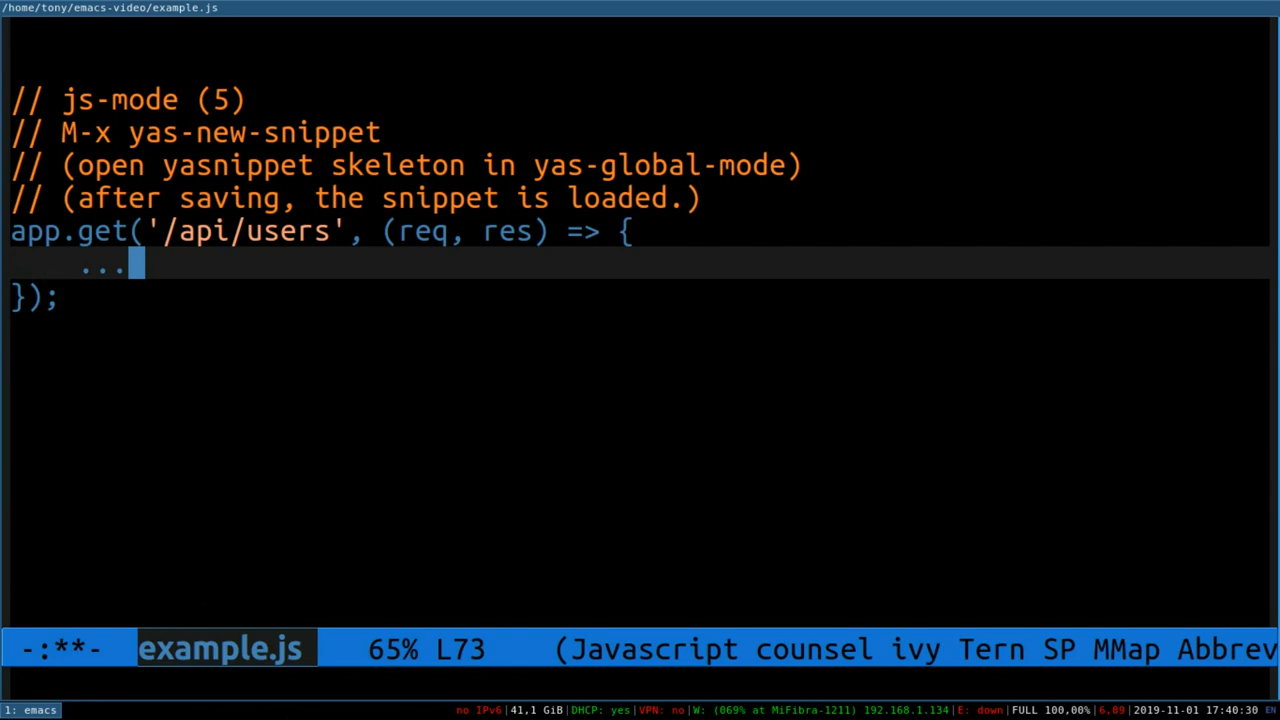 /home/tony/emacs-video/example.js
// js-mode (5)
// M-x yas-new-snippet
// (open yasnippet skeleton in yas-global-mode)
// (after saving, the snippet is loaded.)
app.get('/api/users', (req, res) => {
...
});
-:**- example.js 65% L73 (Javascript counsel ivy Tern SP MMap Abbrev
1: emacs no IPv6|41,1 GiB|DHCP: yes|VPN: no|W: (069% at MiFibra-1211) 192.168.1.134|E: down|FULL 100,00%|6,09|2019-11-01 17:40:30 EN